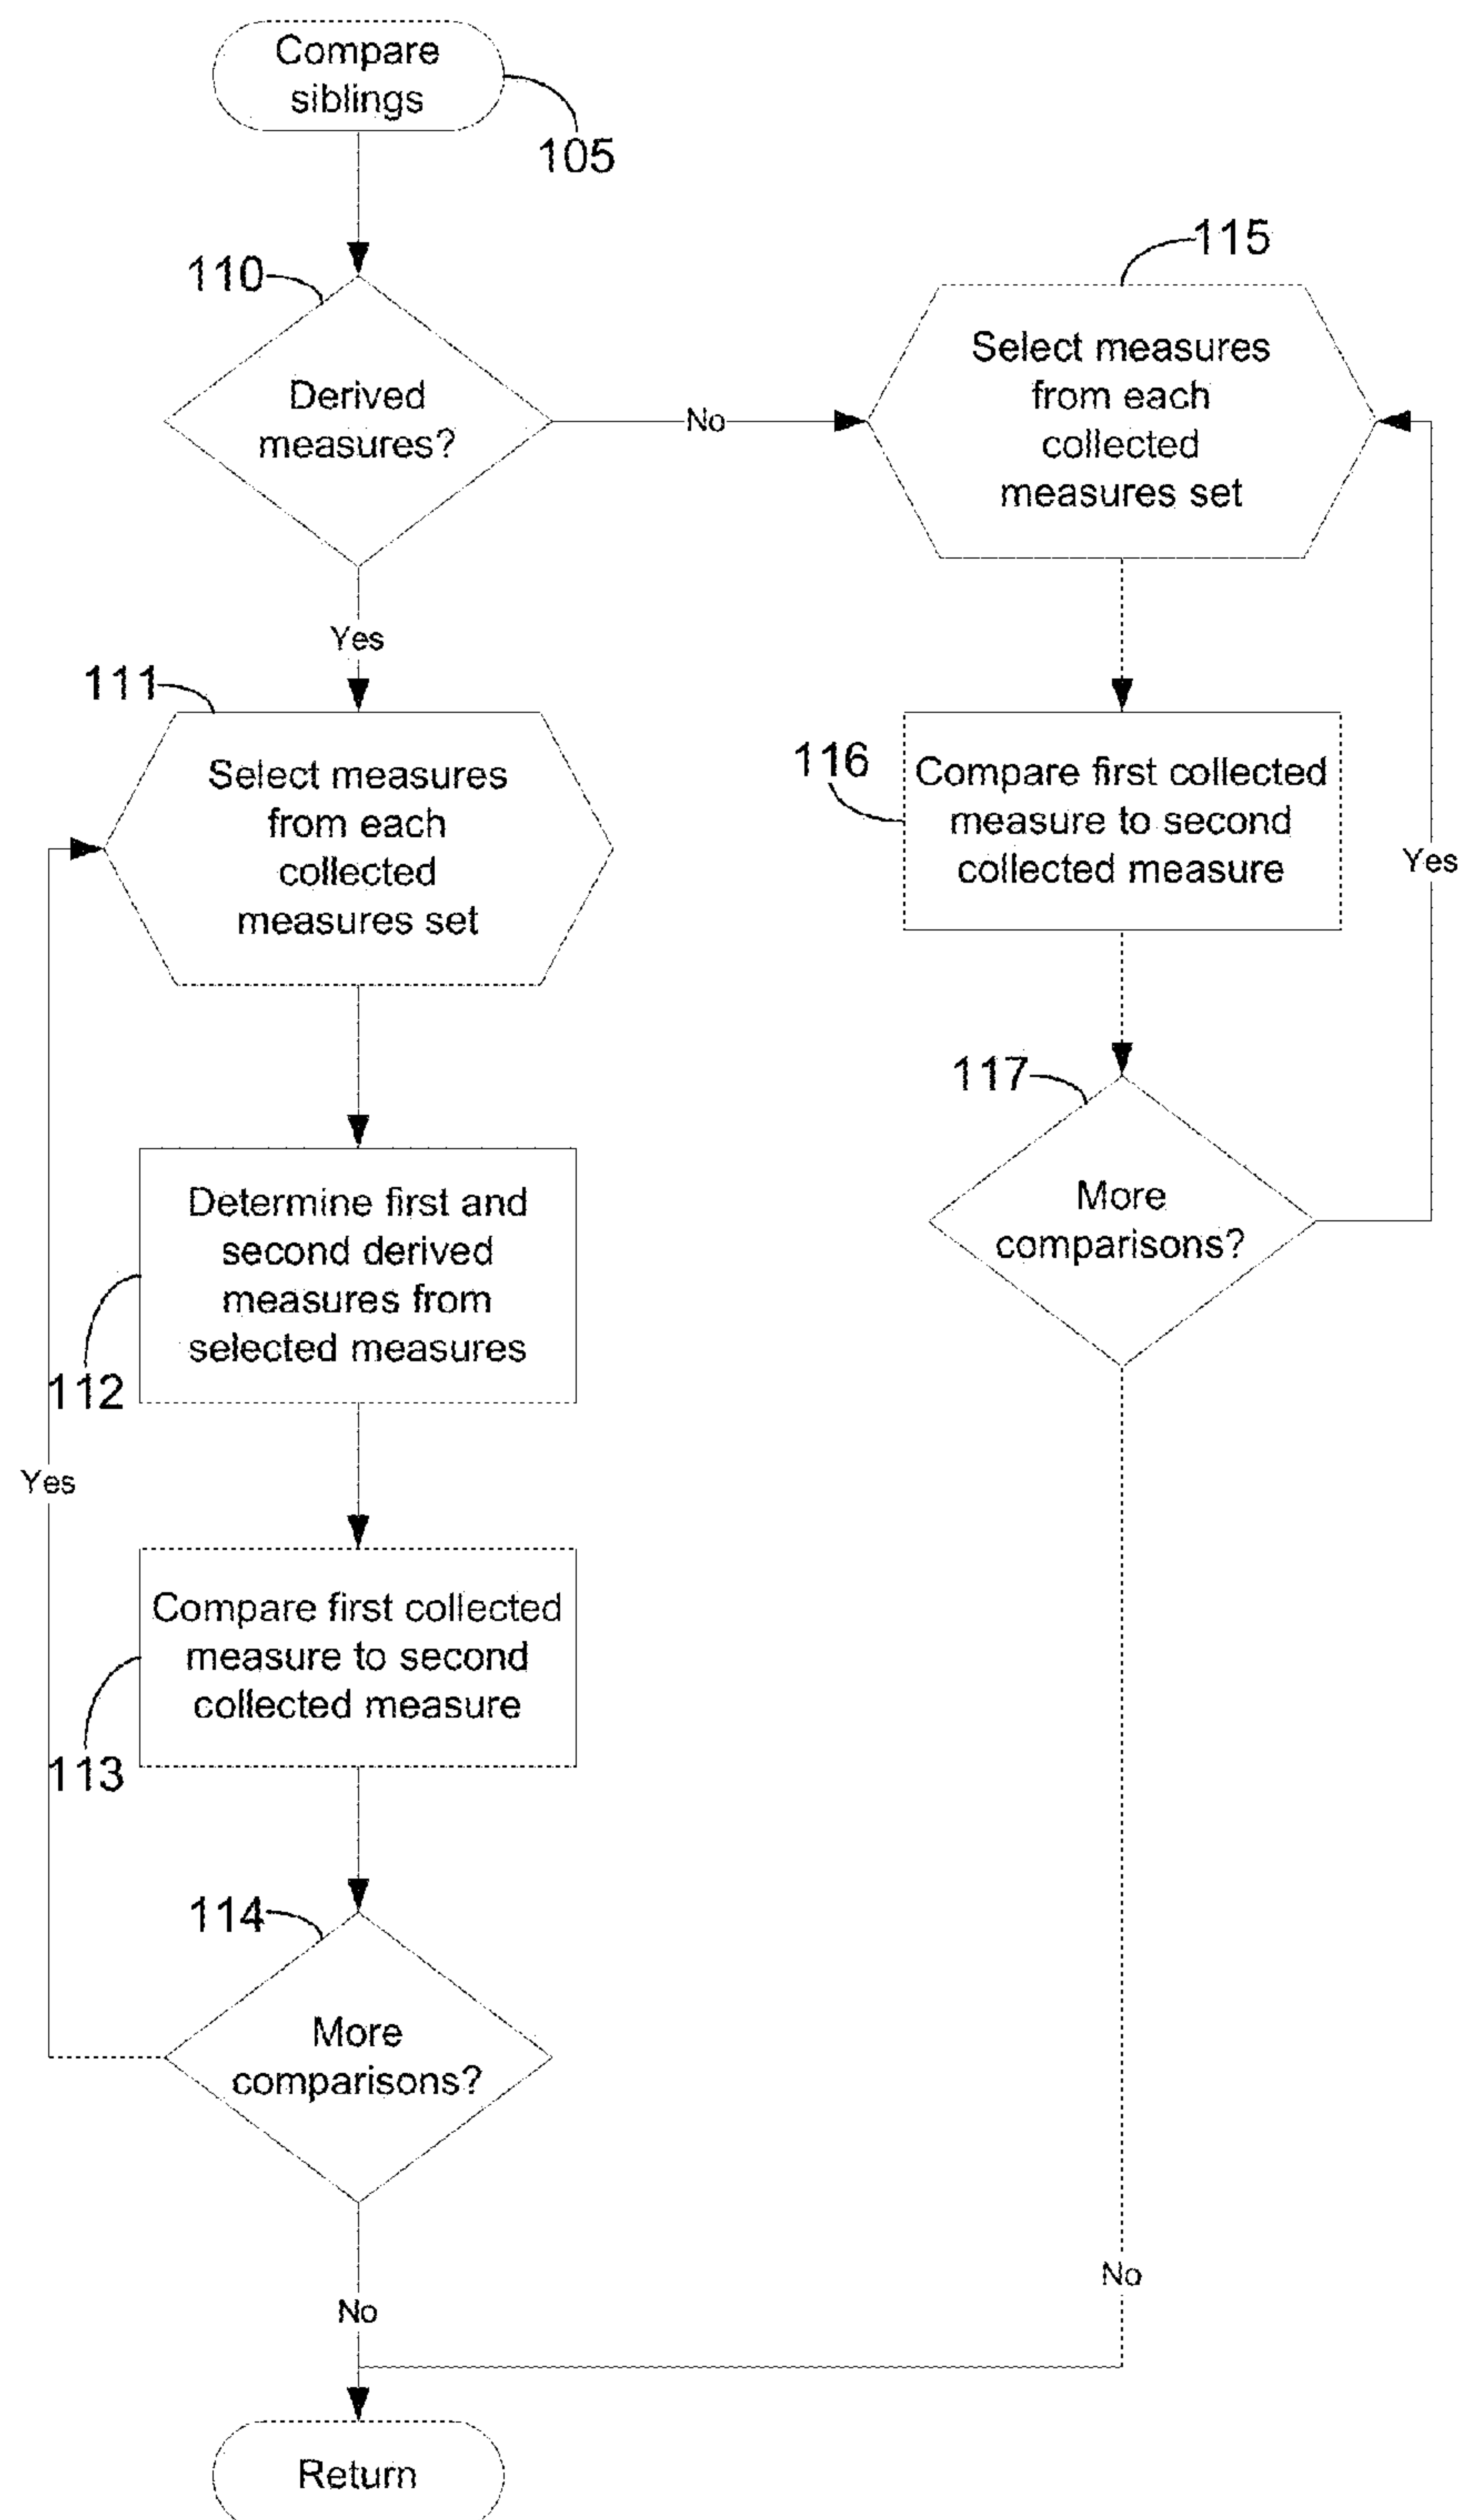 Compare
siblings
105
110
Derived
measures?
No
115
Select measures
from each
collected
measures set
Yes
111
Select measures
from each
collected
measures set
116
Compare first collected
measure to second
collected measure
Yes
117
More
comparisons?
Determine first and
second derived
measures from
selected measures
112
Yes
Compare first collected
measure to second
collected measure
113
114
More
comparisons?
No
No
Return